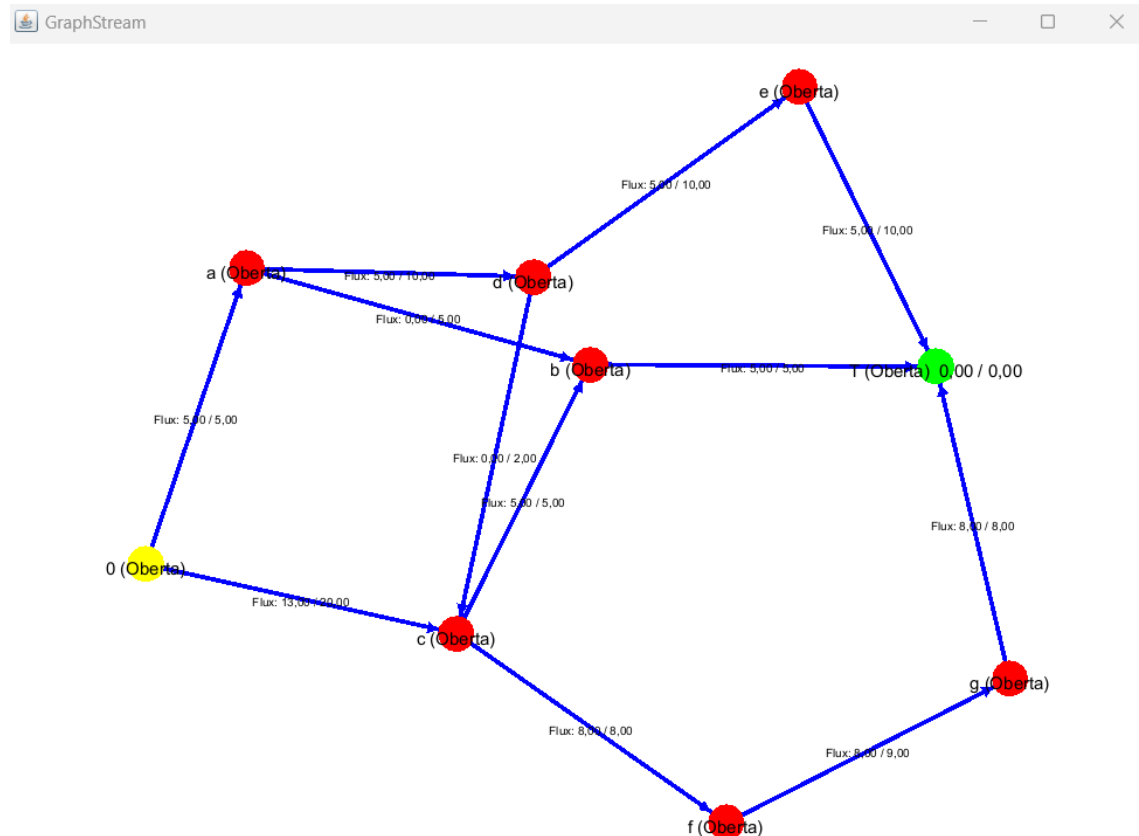 GraphStream
e (Oberta)
Flux: 5,00 / 10,00
Flux: 5,00 / 10,00
a (Oberta)
Flux: 5,00 / 10,00
d (Oberta)
Flux: 0,00 / 5,00
b (Oberta)
Flux: 5,00 / 5,00
T (Oberta) 0,00 / 0,00
Flux: 5,00 / 5,00
Flux: 0,00 / 2,00
Flux: 5,00 / 5,00
Flux: 8,00 / 8,00
0 (Oberta)
Flux: 13,00 / 20,00
c (Oberta)
g (Oberta)
Flux: 8,00 / 8,00
Flux: 8,00 / 9,00
f (Oberta)